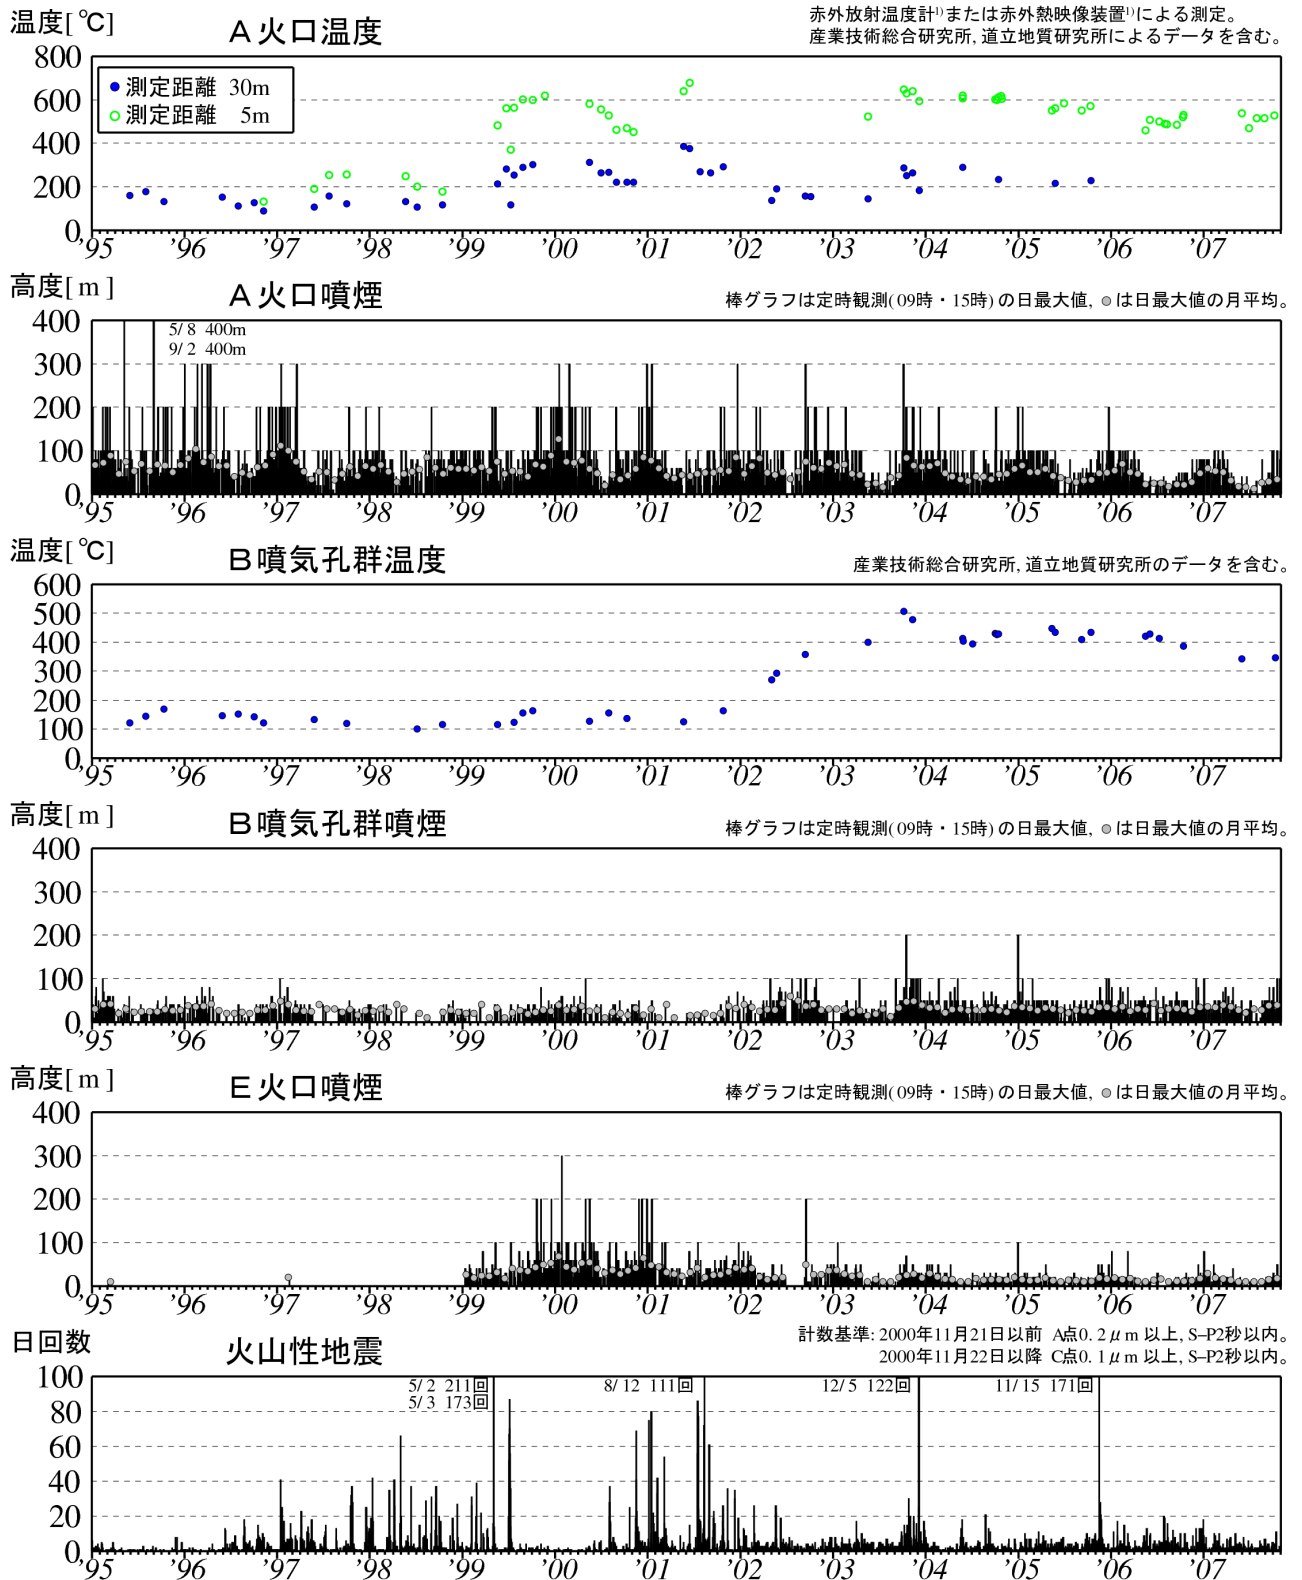 温度[℃]
A火口温度
赤外放射温度計¹⁾または赤外熱映像装置¹⁾による測定。
産業技術総合研究所, 道立地質研究所によるデータを含む。
800
600
400
200
0
測定距離 30m
測定距離 5m
'95 '96 '97 '98 '99 '00 '01 '02 '03 '04 '05 '06 '07
高度[m]
A火口噴煙
棒グラフは定時観測(09時・15時)の日最大値, ●は日最大値の月平均。
400
300
200
100
0
5/8 400m
9/2 400m
'95 '96 '97 '98 '99 '00 '01 '02 '03 '04 '05 '06 '07
温度[℃]
B噴気孔群温度
産業技術総合研究所, 道立地質研究所のデータを含む。
600
500
400
300
200
100
0
'95 '96 '97 '98 '99 '00 '01 '02 '03 '04 '05 '06 '07
高度[m]
B噴気孔群噴煙
棒グラフは定時観測(09時・15時)の日最大値, ●は日最大値の月平均。
400
300
200
100
0
'95 '96 '97 '98 '99 '00 '01 '02 '03 '04 '05 '06 '07
高度[m]
E火口噴煙
棒グラフは定時観測(09時・15時)の日最大値, ●は日最大値の月平均。
400
300
200
100
0
'95 '96 '97 '98 '99 '00 '01 '02 '03 '04 '05 '06 '07
日回数
火山性地震
計数基準: 2000年11月21日以前 A点0.2μm以上, S–P2秒以内。
2000年11月22日以降 C点0.1μm以上, S–P2秒以内。
100
80
60
40
20
0
5/2 211回
5/3 173回
8/12 111回
12/5 122回
11/15 171回
'95 '96 '97 '98 '99 '00 '01 '02 '03 '04 '05 '06 '07